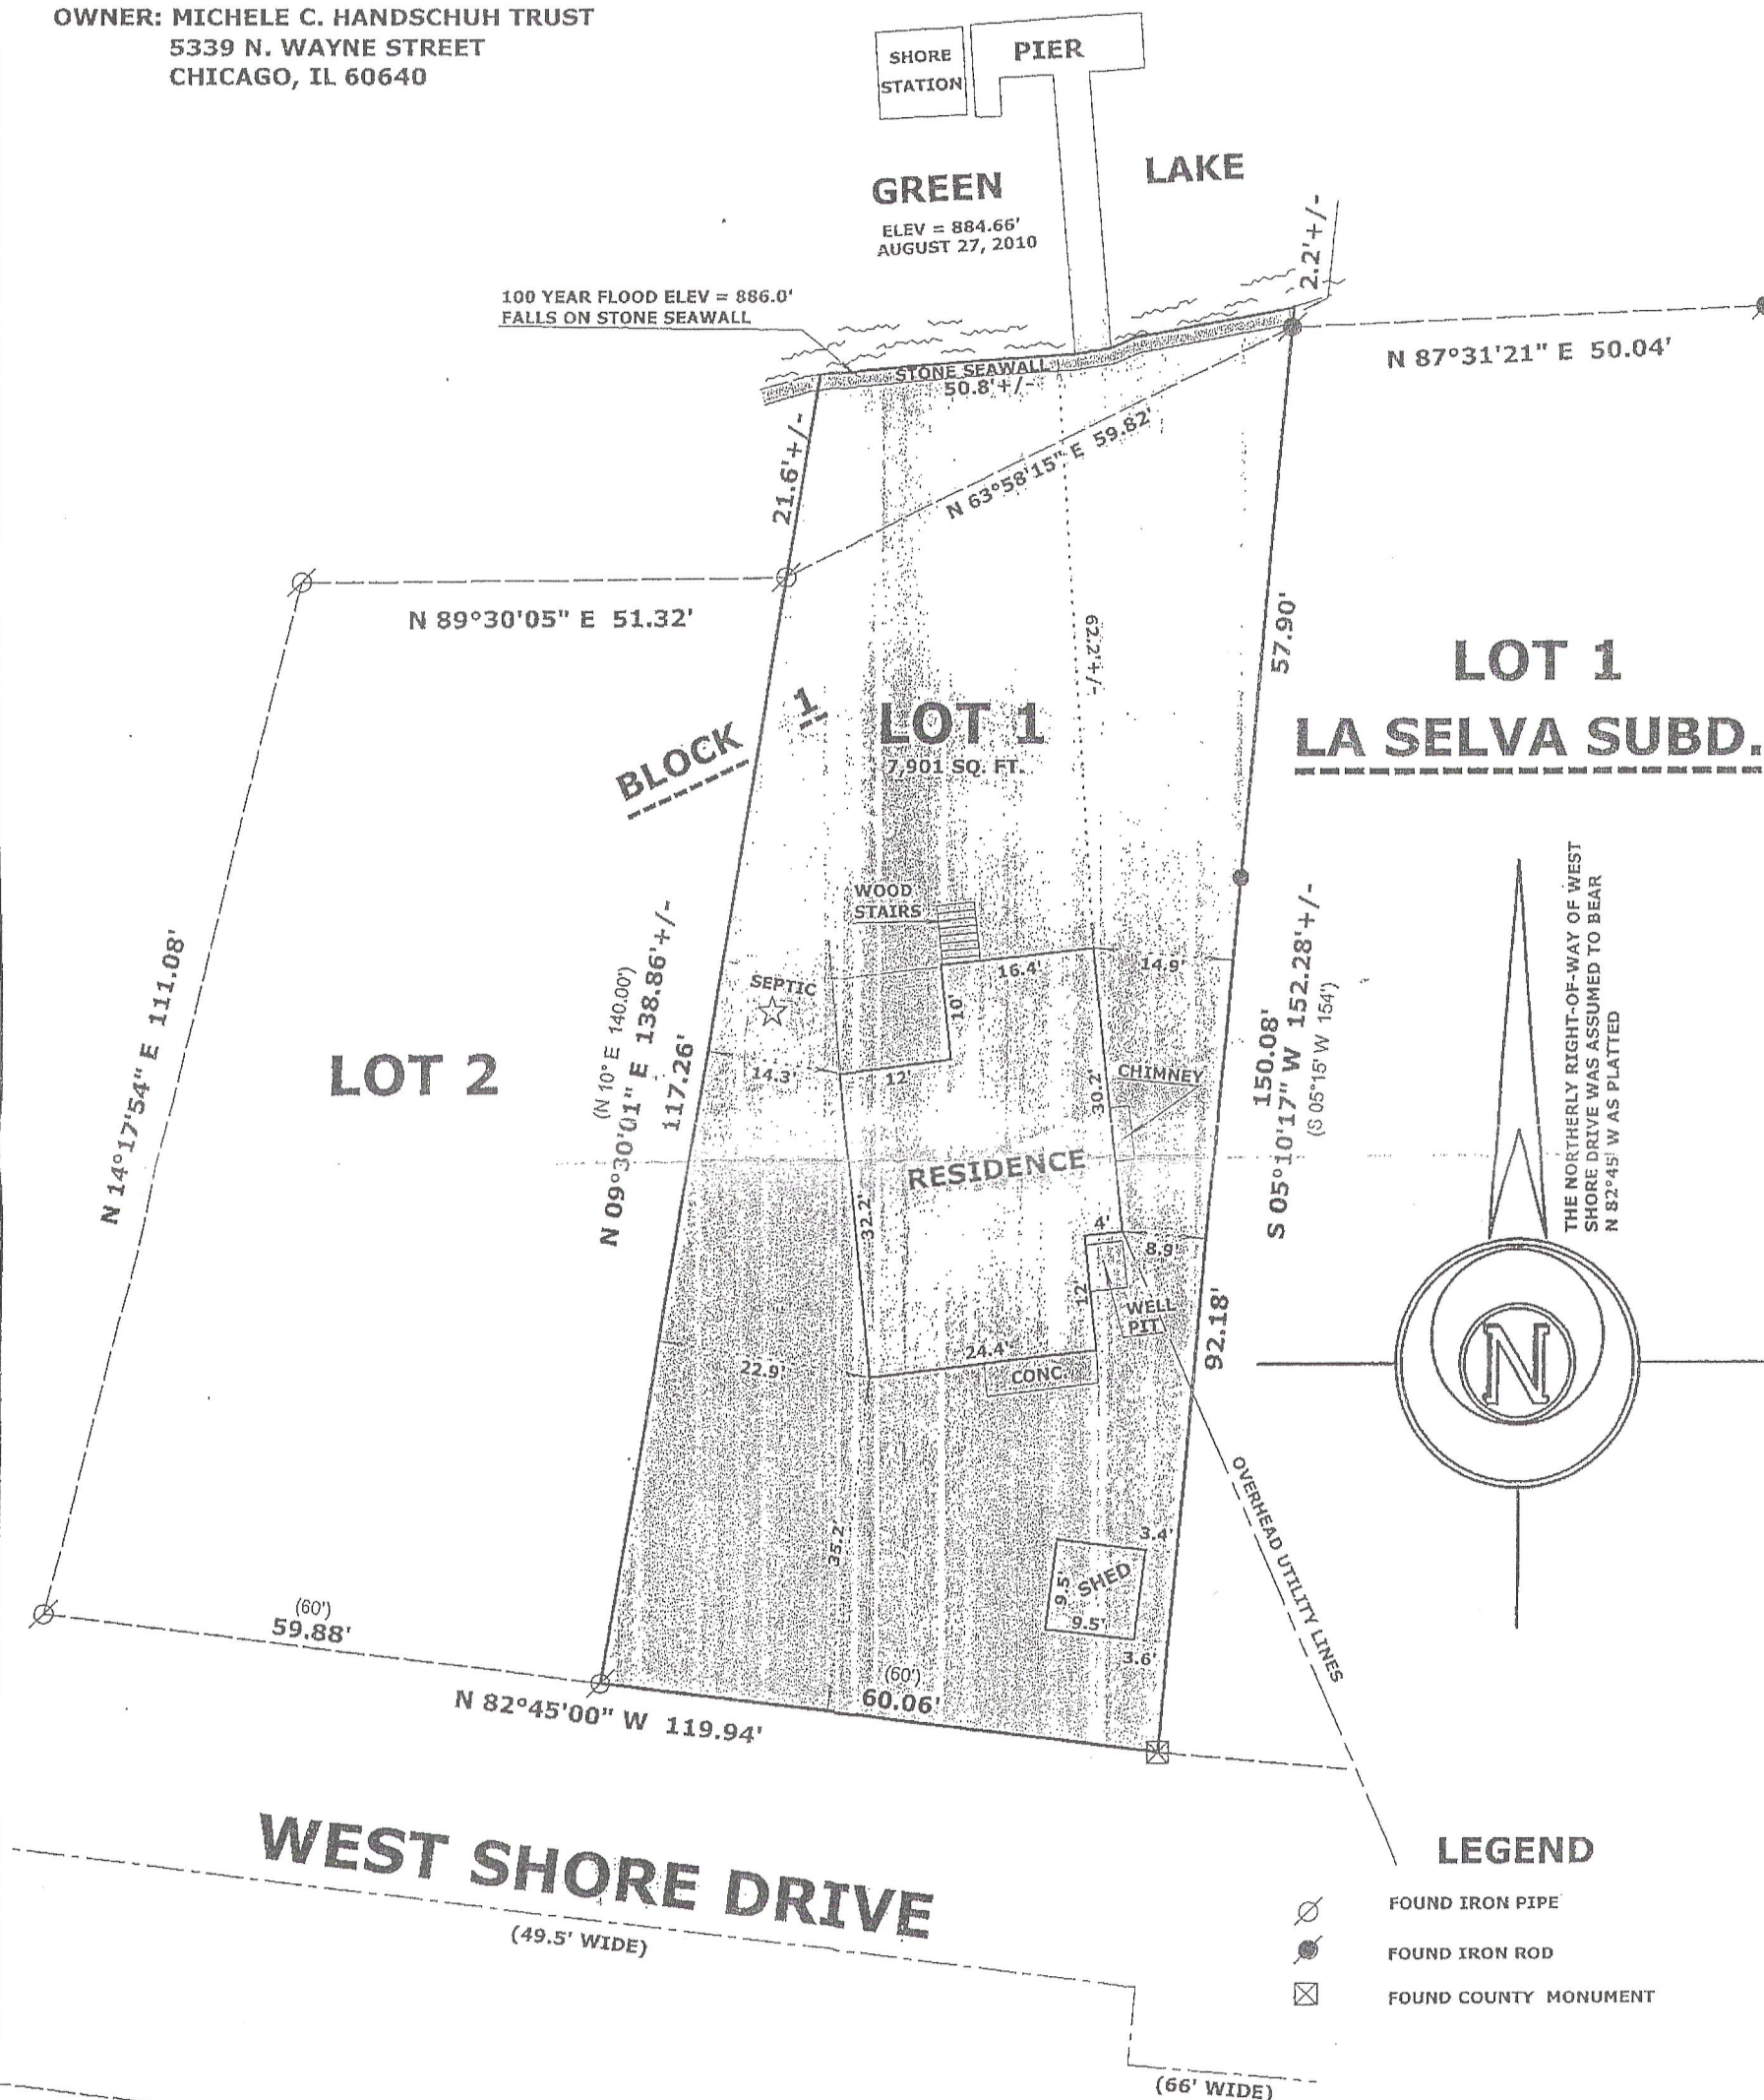 OWNER: MICHELE C. HANDSCHUH TRUST
5339 N. WAYNE STREET
CHICAGO, IL 60640
SHORE
STATION
PIER
GREEN
LAKE
ELEV = 884.66'
AUGUST 27, 2010
2.2'+/-
100 YEAR FLOOD ELEV = 886.0'
FALLS ON STONE SEAWALL
STONE SEAWALL
50.8'+/-
N 87°31'21" E 50.04'
21.6'+/-
N 63°58'15" E 59.82'
N 89°30'05" E 51.32'
57.90'
62.2'+/-
LOT 1
LA SELVA SUBD.
BLOCK 1
LOT 1
7,901 SQ. FT.
WOOD
STAIRS
16.4'
14.9'
SEPTIC
10'
14.3'
12'
CHIMNEY
30.2'
N 14°17'54" E 111.08'
LOT 2
(N 10° E 140.00')
N 09°30'01" E 138.86'+/-
117.26'
150.08'
S 05°10'17" W 152.28'+/-
(S 05°15' W 154')
THE NORTHERLY RIGHT-OF-WAY OF WEST
SHORE DRIVE WAS ASSUMED TO BEAR
N 82°45' W AS PLATTED
RESIDENCE
32.2'
4'
8.9'
12'
WELL
PIT
92.18'
N
24.4'
22.9'
CONC.
OVERHEAD UTILITY LINES
35.2'
3.4'
SHED
9.5'
9.5'
3.6'
(60')
59.88'
(60')
60.06'
N 82°45'00" W 119.94'
WEST SHORE DRIVE
(49.5' WIDE)
LEGEND
FOUND IRON PIPE
FOUND IRON ROD
FOUND COUNTY MONUMENT
(66' WIDE)